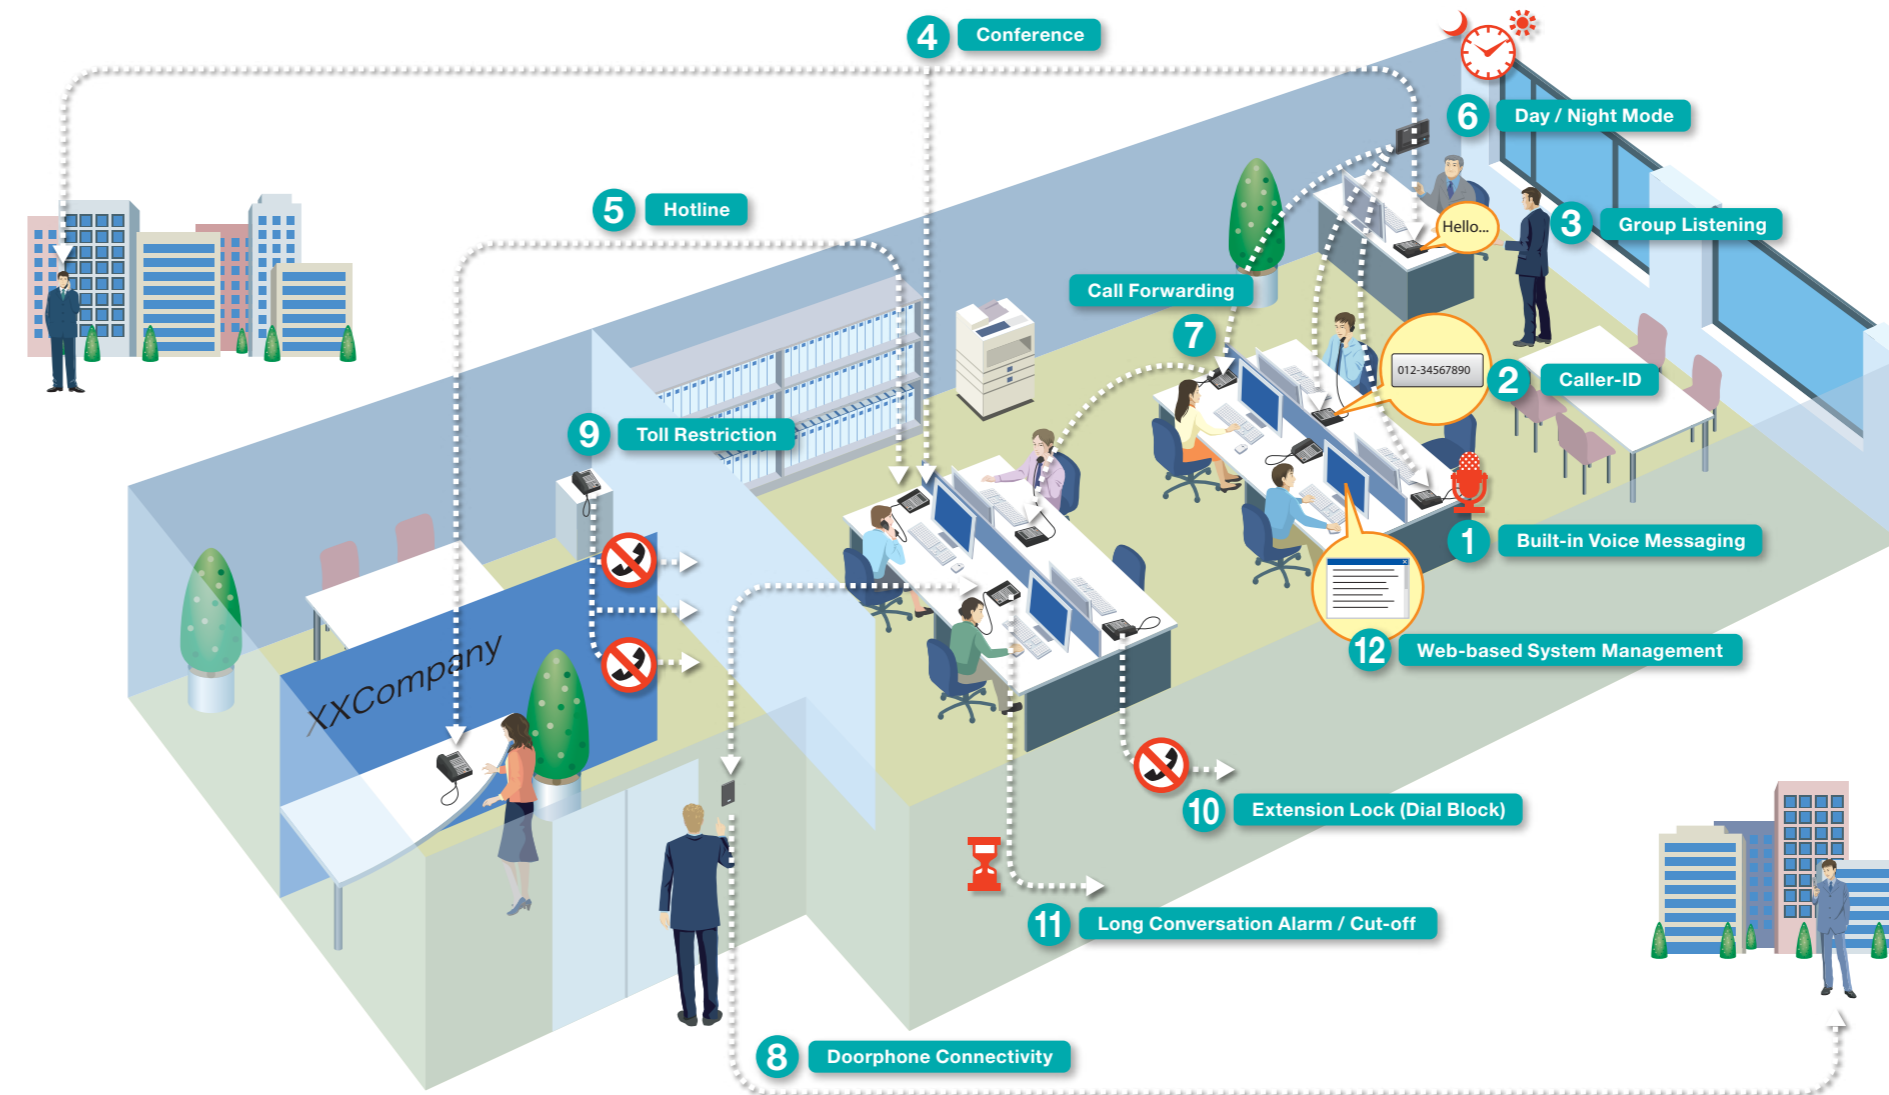 4 Conference
6 Day / Night Mode
5 Hotline
3 Group Listening
Hello...
Call Forwarding
7
012-34567890
2 Caller-ID
9 Toll Restriction
1 Built-in Voice Messaging
12 Web-based System Management
XXCompany
10 Extension Lock (Dial Block)
11 Long Conversation Alarm / Cut-off
8 Doorphone Connectivity